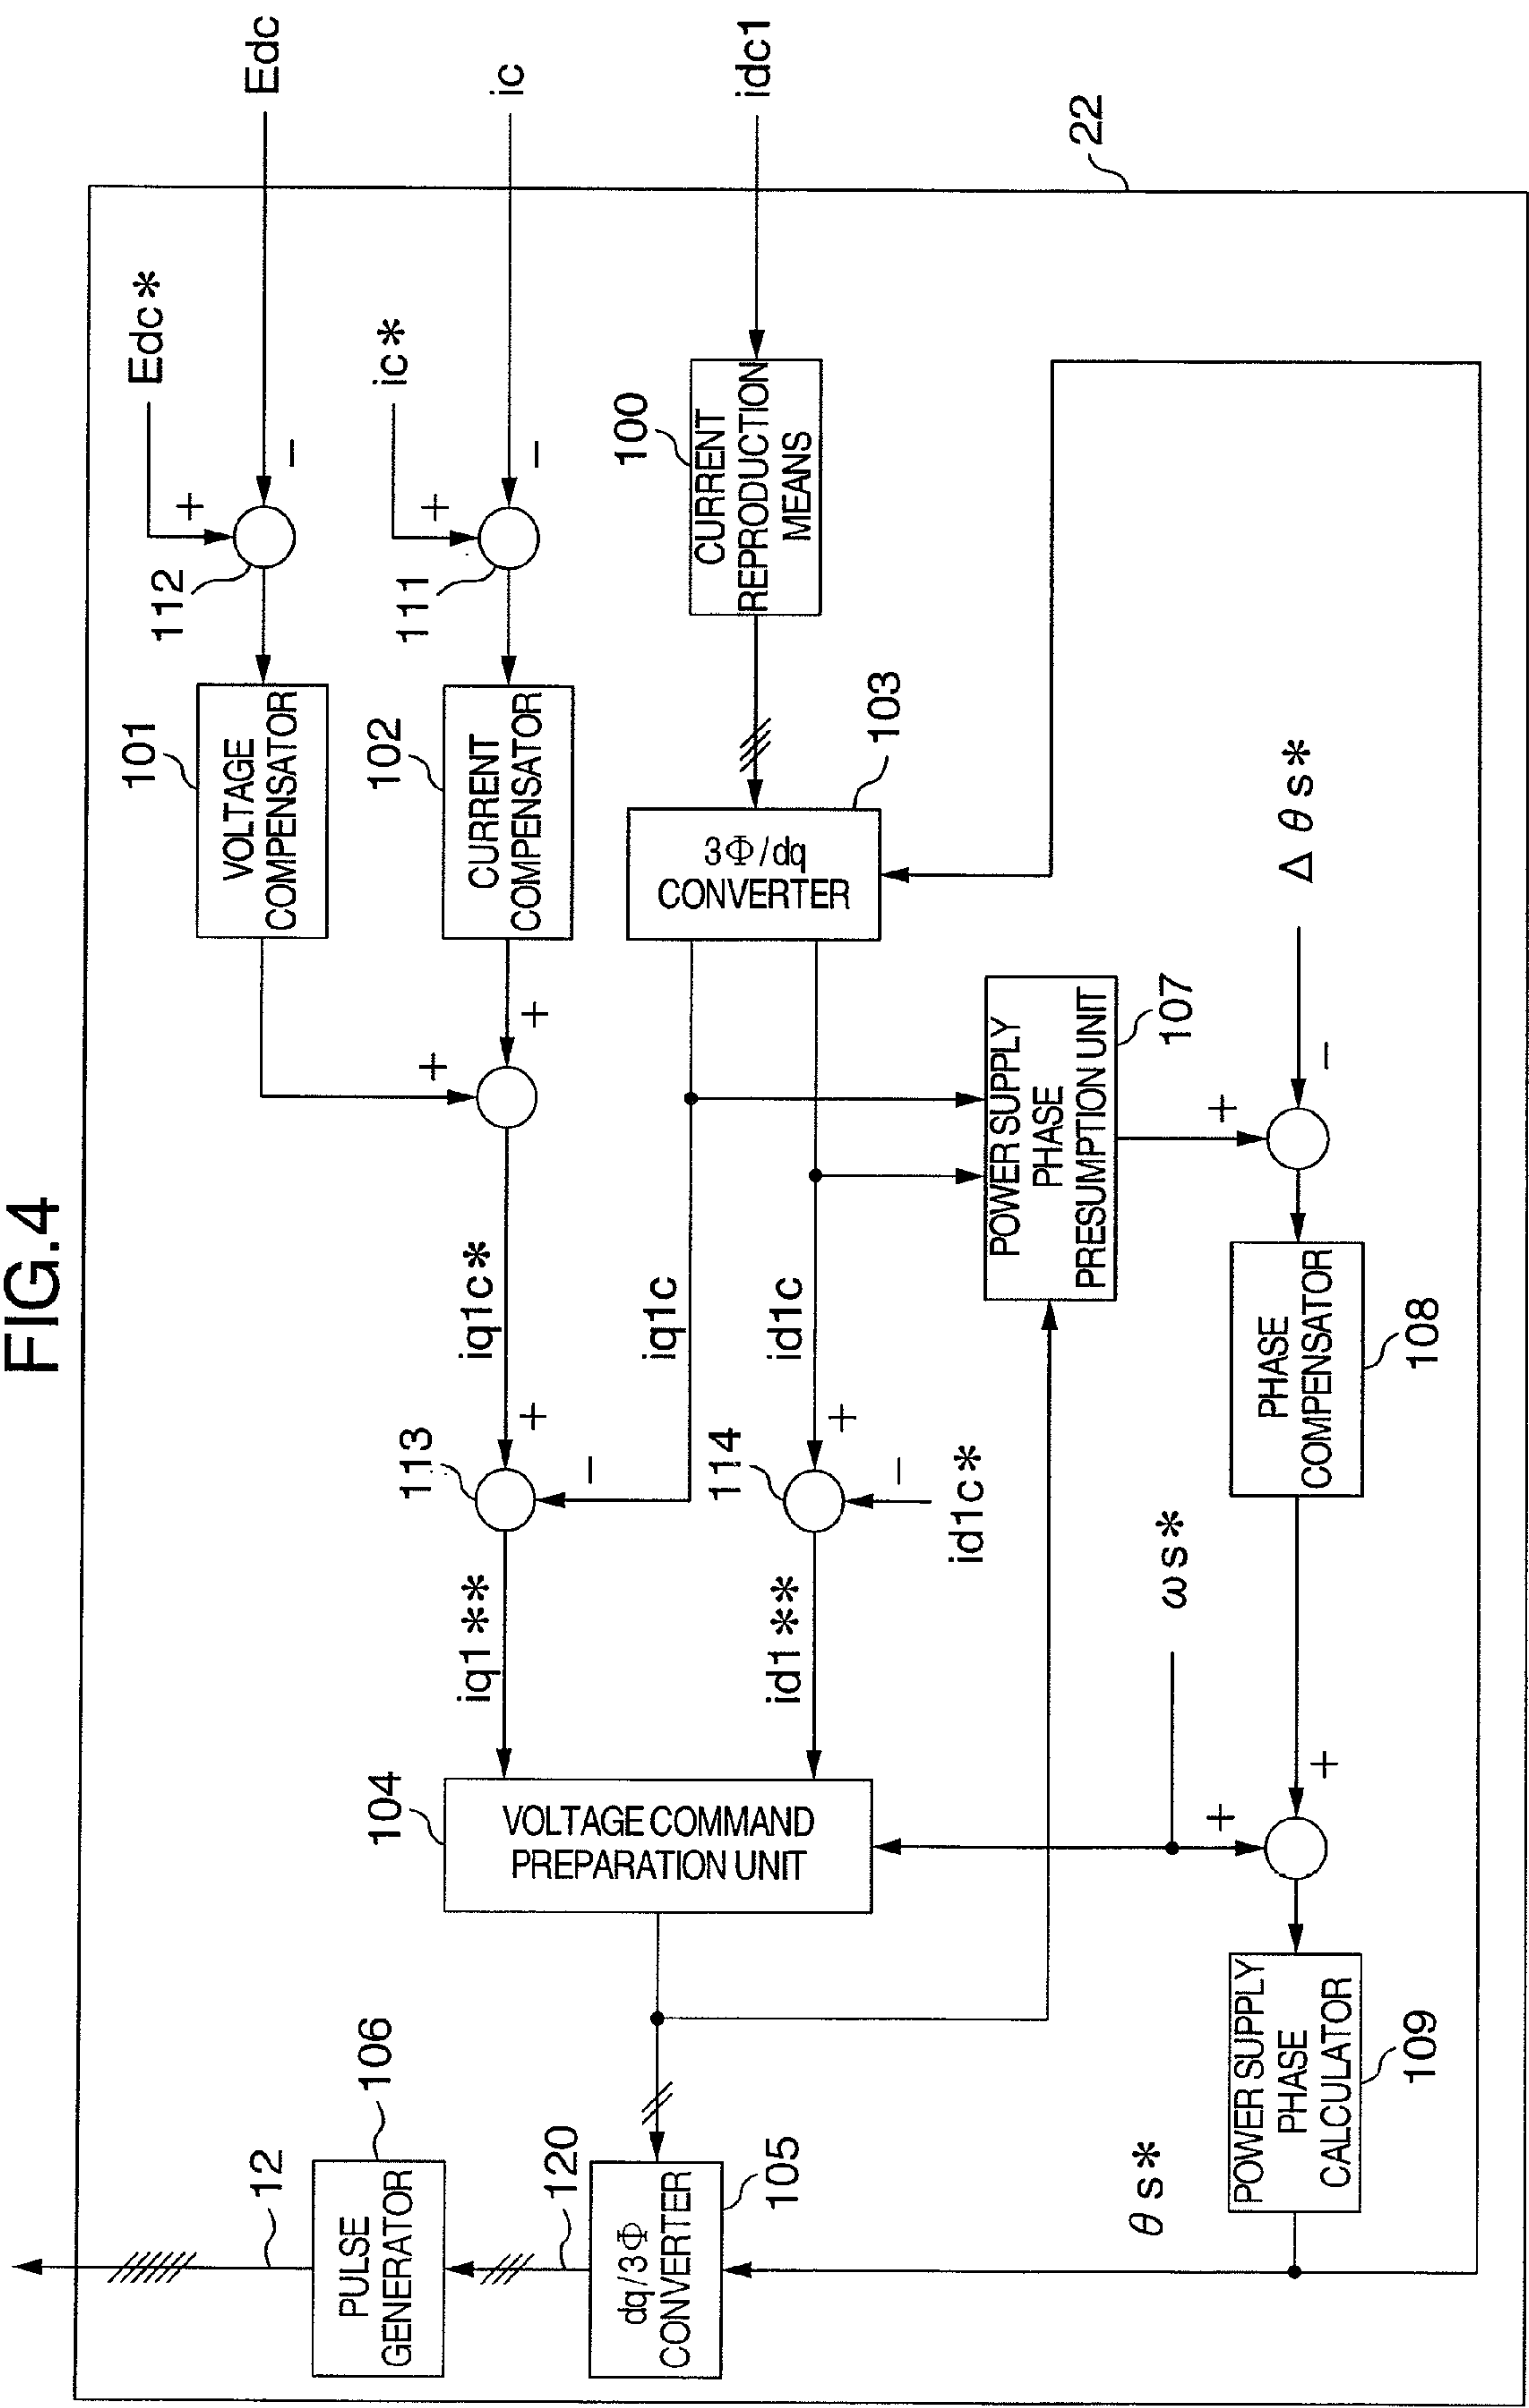 FIG.4
Edc
ic
idc1
22
Edc*
+
−
112
ic*
+
−
111
100
CURRENT
REPRODUCTION
MEANS
101
VOLTAGE
COMPENSATOR
102
CURRENT
COMPENSATOR
103
3Φ/dq
CONVERTER
+
+
Δθs*
POWER SUPPLY
PHASE
PRESUMPTION UNIT
107
+
−
iq1c*
iq1c
id1c
PHASE
COMPENSATOR
108
113
+
−
114
+
−
id1c*
iq1**
id1**
ωs*
104
VOLTAGE COMMAND
PREPARATION UNIT
+
+
POWER SUPPLY
PHASE
CALCULATOR
109
12
106
PULSE
GENERATOR
120
dq/3Φ
CONVERTER
105
θs*